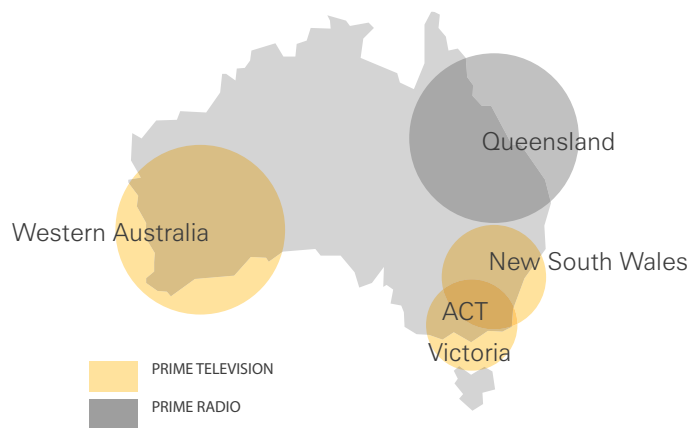 Queensland
Western Australia
New South Wales
ACT
Victoria
PRIME TELEVISION
PRIME RADIO